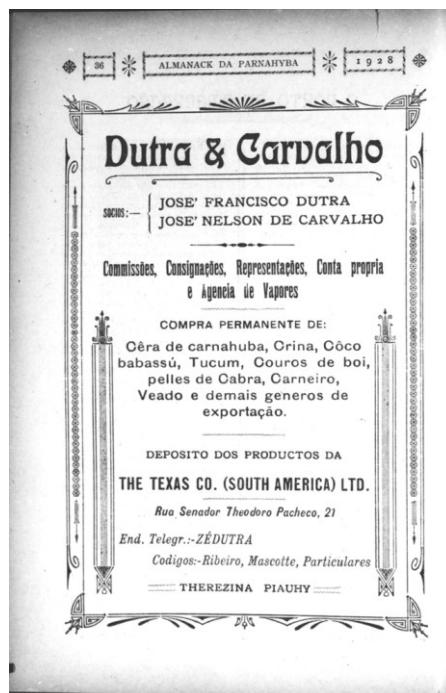 36 ALMANACK DA PARNAHYBA 1928
Dutra & Carvalho
SOCIOS:— JOSE' FRANCISCO DUTRA
JOSE' NELSON DE CARVALHO
Commissões, Consignações, Representações, Conta propria
e Agencia de Vapores
COMPRA PERMANENTE DE:
Cêra de carnahuba, Crina, Côco
babassú, Tucum, Couros de boi,
pelles de Cabra, Carneiro,
Veado e demais generos de
exportação.
DEPOSITO DOS PRODUCTOS DA
THE TEXAS CO. (SOUTH AMERICA) LTD.
Rua Senador Theodoro Pacheco, 21
End. Telegr.:-ZÉDUTRA
Codigos:-Ribeiro, Mascotte, Particulares
THEREZINA PIAUHY